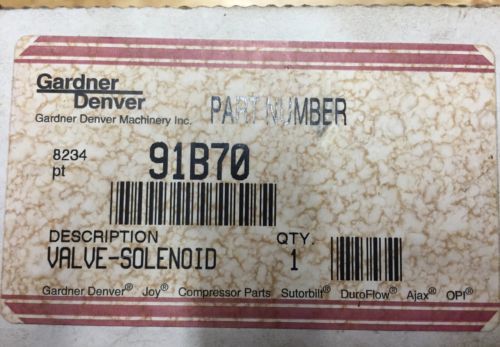 Gardner
Denver
Gardner Denver Machinery Inc.
PART NUMBER
8234
pt
91B70
DESCRIPTION
QTY.
VALVE-SOLENOID
1
Gardner Denver® Joy® Compressor Parts Sutorbilt® DuroFlow® Ajax® OPI®